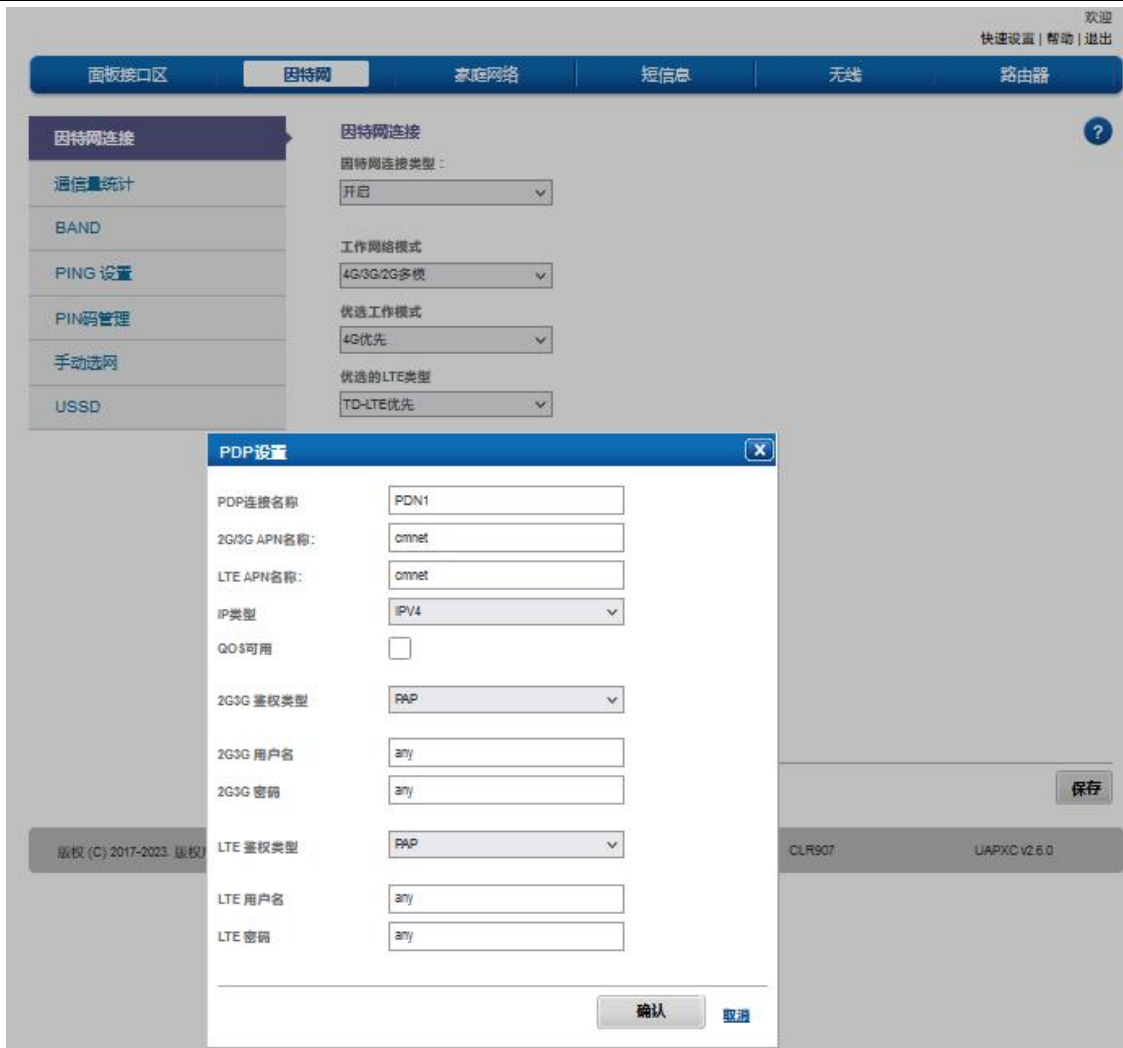 欢迎
快速设置 | 帮助 | 退出
面板接口区 因特网 家庭网络 短信息 无线 路由器
因特网连接
通信量统计
BAND
PING 设置
PIN码管理
手动选网
USSD
因特网连接
?
因特网连接类型：
开启
工作网络模式
4G/3G/2G多模
优选工作模式
4G优先
优选的LTE类型
TD-LTE优先
PDP设置
X
PDP连接名称 PDN1
2G/3G APN名称: cmnet
LTE APN名称: cmnet
IP类型 IPV4
QOS可用
2G3G 鉴权类型 PAP
2G3G 用户名 any
2G3G 密码 any
LTE 鉴权类型 PAP
LTE 用户名 any
LTE 密码 any
确认 取消
保存
版权 (C) 2017-2023. 版权 CLR907 UAPXC v2.6.0